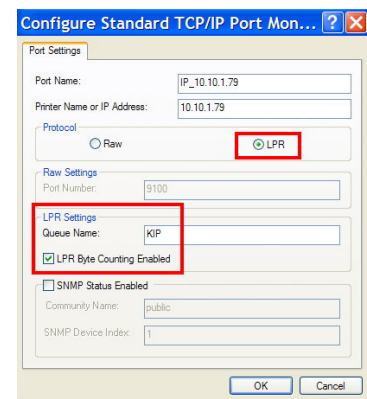 Configure Standard TCP/IP Port Mon...
Port Settings
Port Name: IP_10.10.1.79
Printer Name or IP Address: 10.10.1.79
Protocol
Raw LPR
Raw Settings
Port Number: 9100
LPR Settings
Queue Name: KIP
LPR Byte Counting Enabled
SNMP Status Enabled
Community Name: public
SNMP Device Index: 1
OK Cancel